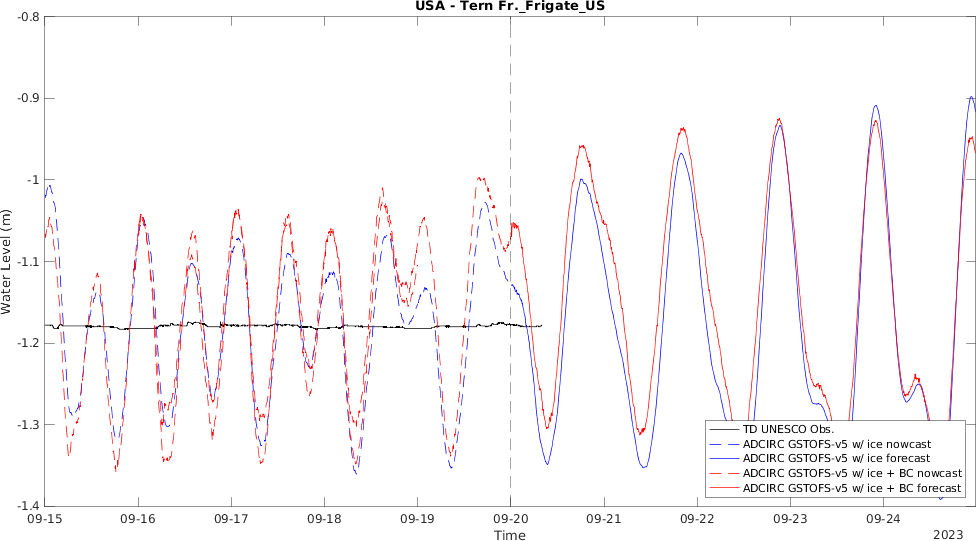 USA - Tern Fr._Frigate_US
-0.8
-0.9
-1
-1.1
-1.2
-1.3
-1.4
Water Level (m)
TD UNESCO Obs.
ADCIRC GSTOFS-v5 w/ ice nowcast
ADCIRC GSTOFS-v5 w/ ice forecast
ADCIRC GSTOFS-v5 w/ ice + BC nowcast
ADCIRC GSTOFS-v5 w/ ice + BC forecast
09-15 09-16 09-17 09-18 09-19 09-20 09-21 09-22 09-23 09-24
Time
2023